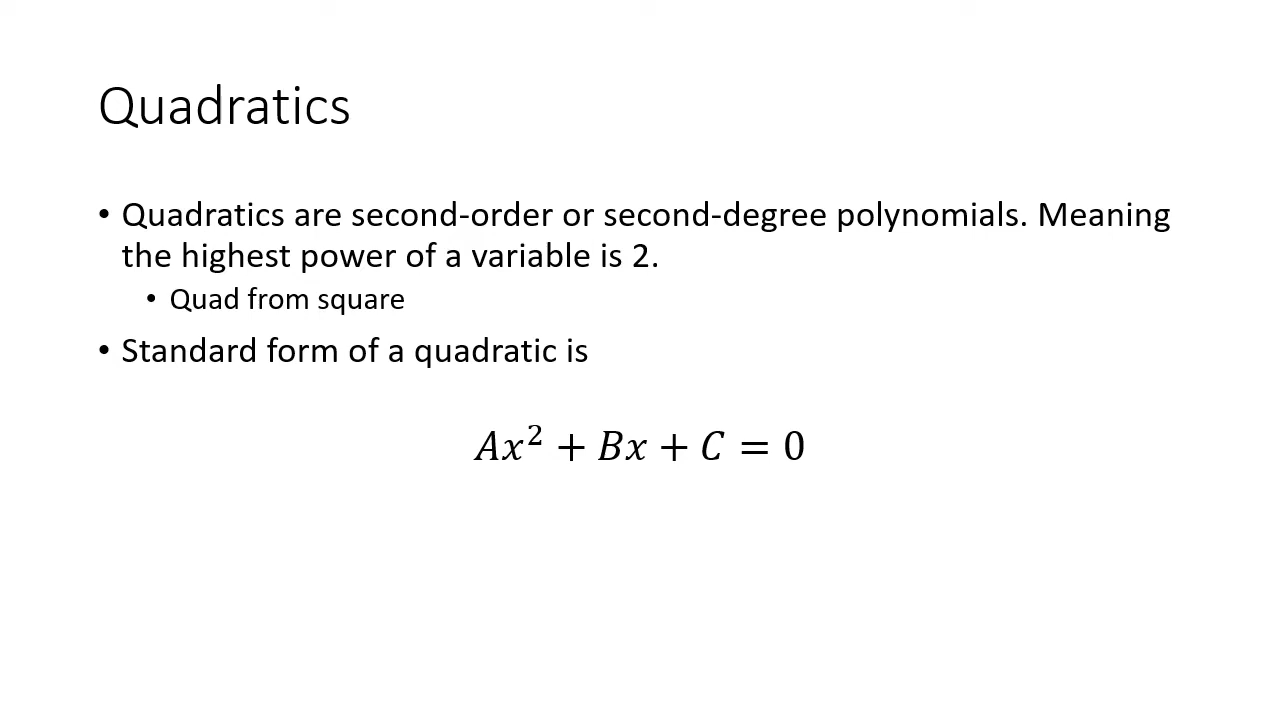 Quadratics
• Quadratics are second-order or second-degree polynomials. Meaning
the highest power of a variable is 2.
• Quad from square
• Standard form of a quadratic is
𝐴𝑥² + 𝐵𝑥 + 𝐶 = 0